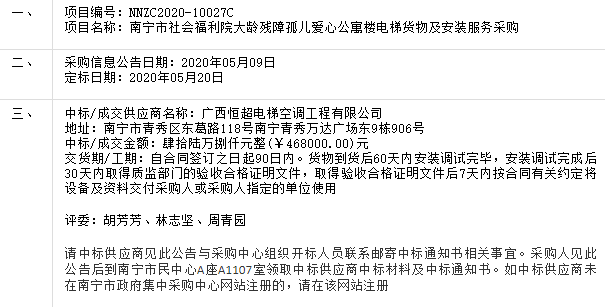 一、 项目编号：NNZC2020-10027C
项目名称：南宁市社会福利院大龄残障孤儿爱心公寓楼电梯货物及安装服务采购
二、 采购信息公告日期：2020年05月09日
定标日期：2020年05月20日
三、 中标/成交供应商名称：广西恒超电梯空调工程有限公司
地址：南宁市青秀区东葛路118号南宁青秀万达广场东9栋906号
中标/成交金额：肆拾陆万捌仟元整(￥468000.00)元
交货期/工期：自合同签订之日起90日内。货物到货后60天内安装调试完毕，安装调试完成后
30天内取得质监部门的验收合格证明文件，取得验收合格证明文件后7天内按合同有关约定将
设备及资料交付采购人或采购人指定的单位使用
评委：胡芳芳、林志坚、周青园
请中标供应商见此公告与采购中心组织开标人员联系邮寄中标通知书相关事宜。采购人见此
公告后到南宁市民中心A座A1107室领取中标供应商中标材料及中标通知书。如中标供应商未
在南宁市政府集中采购中心网站注册的，请在该网站注册